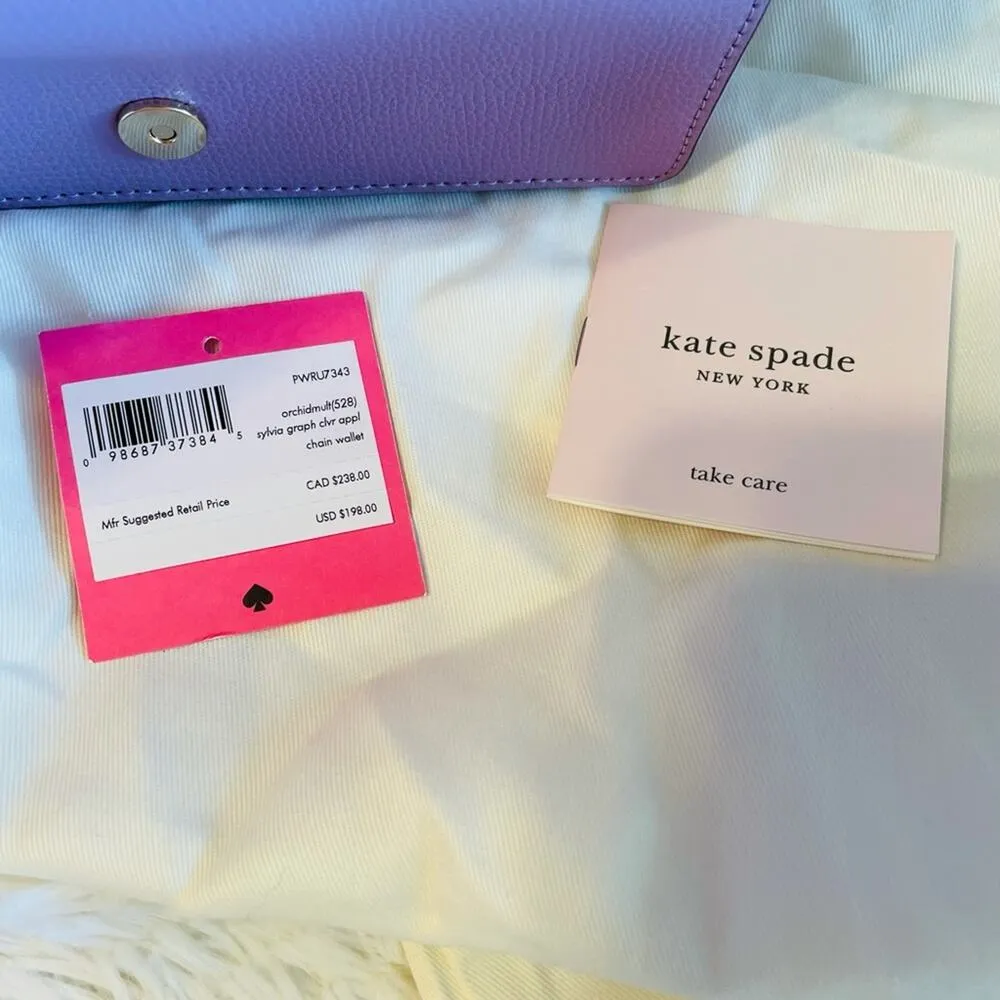 PWRU7343
orchidmult(528)
sylvia graph clvr appl
chain wallet
0 98687 37384 5
CAD $238.00
Mfr Suggested Retail Price
USD $198.00
kate spade
NEW YORK
take care